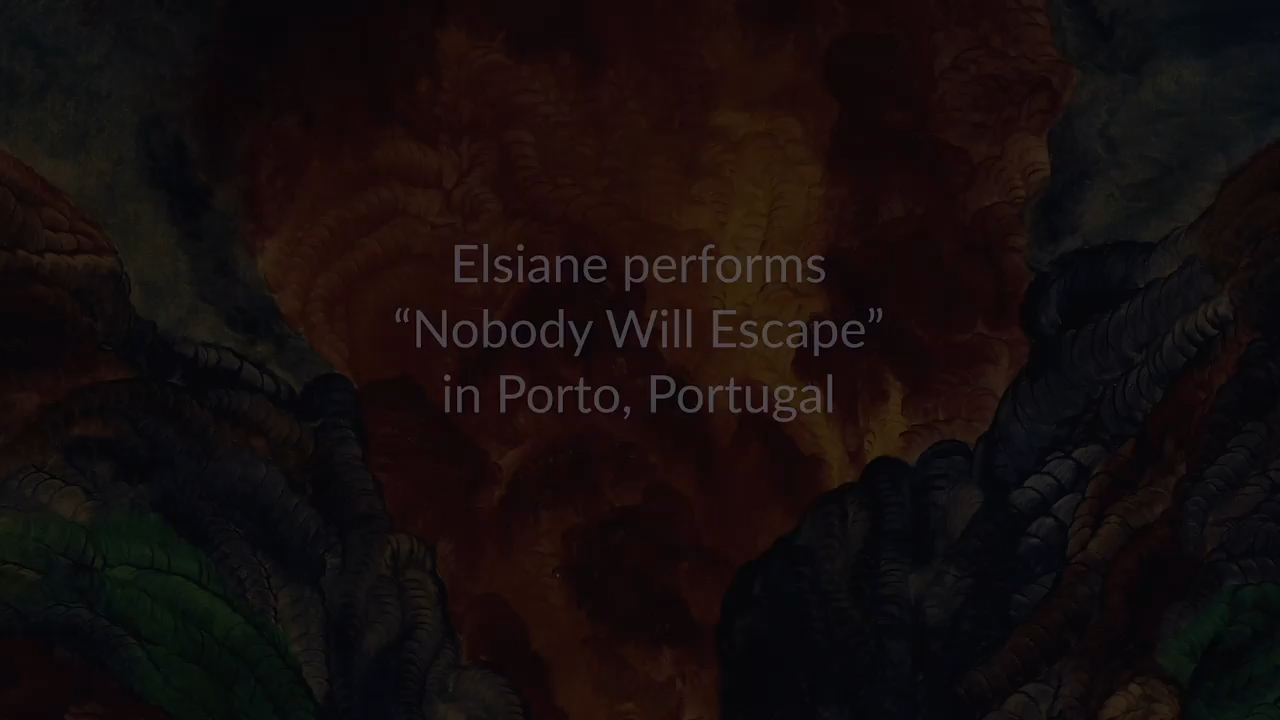 Elsiane performs
“Nobody Will Escape”
in Porto, Portugal